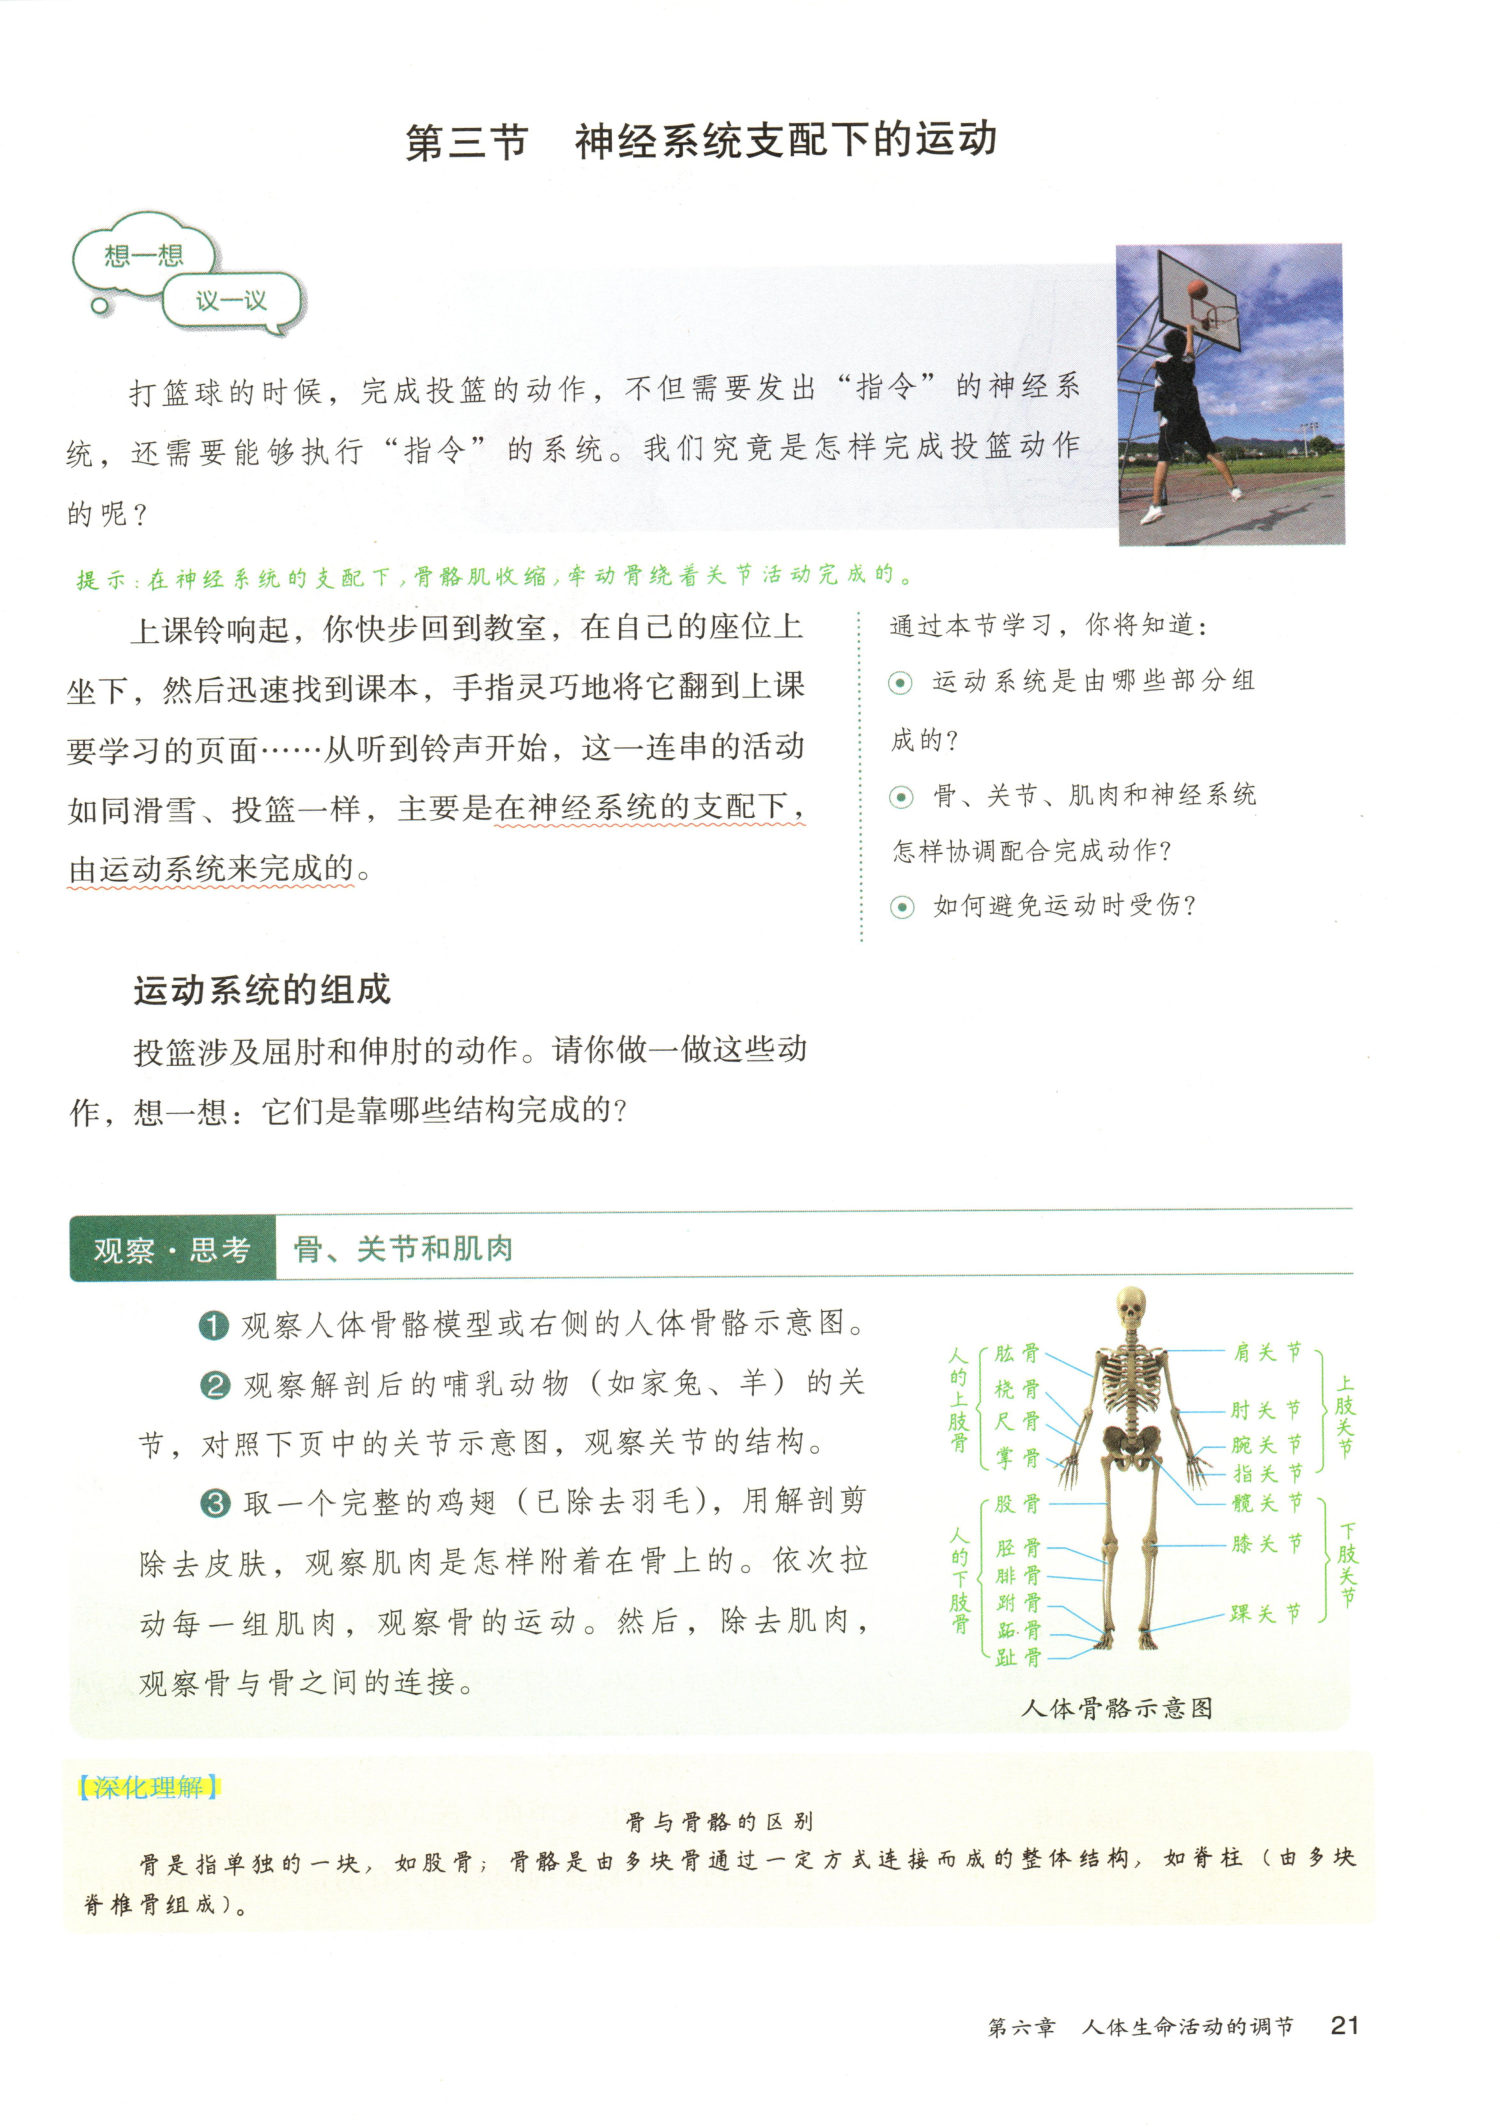 第三节 神经系统支配下的运动
想一想
议一议
打篮球的时候，完成投篮的动作，不但需要发出“指令”的神经系
统，还需要能够执行“指令”的系统。我们究竟是怎样完成投篮动作
的呢？
提示：在神经系统的支配下，骨骼肌收缩，牵动骨绕着关节活动完成的。
上课铃响起，你快步回到教室，在自己的座位上
坐下，然后迅速找到课本，手指灵巧地将它翻到上课
要学习的页面……从听到铃声开始，这一连串的活动
如同滑雪、投篮一样，主要是在神经系统的支配下，
由运动系统来完成的。
通过本节学习，你将知道：
运动系统是由哪些部分组
成的？
骨、关节、肌肉和神经系统
怎样协调配合完成动作？
如何避免运动时受伤？
运动系统的组成
投篮涉及屈肘和伸肘的动作。请你做一做这些动
作，想一想：它们是靠哪些结构完成的？
观察·思考 骨、关节和肌肉
❶ 观察人体骨骼模型或右侧的人体骨骼示意图。
❷ 观察解剖后的哺乳动物（如家兔、羊）的关
节，对照下页中的关节示意图，观察关节的结构。
❸ 取一个完整的鸡翅（已除去羽毛），用解剖剪
除去皮肤，观察肌肉是怎样附着在骨上的。依次拉
动每一组肌肉，观察骨的运动。然后，除去肌肉，
观察骨与骨之间的连接。
人的上肢骨
肱骨
桡骨
尺骨
掌骨
人的下肢骨
股骨
胫骨
腓骨
跗骨
跖骨
趾骨
肩关节
肘关节
腕关节
指关节
上肢关节
髋关节
膝关节
踝关节
下肢关节
人体骨骼示意图
【深化理解】
骨与骨骼的区别
骨是指单独的一块，如股骨；骨骼是由多块骨通过一定方式连接而成的整体结构，如脊柱（由多块
脊椎骨组成）。
第六章 人体生命活动的调节 21